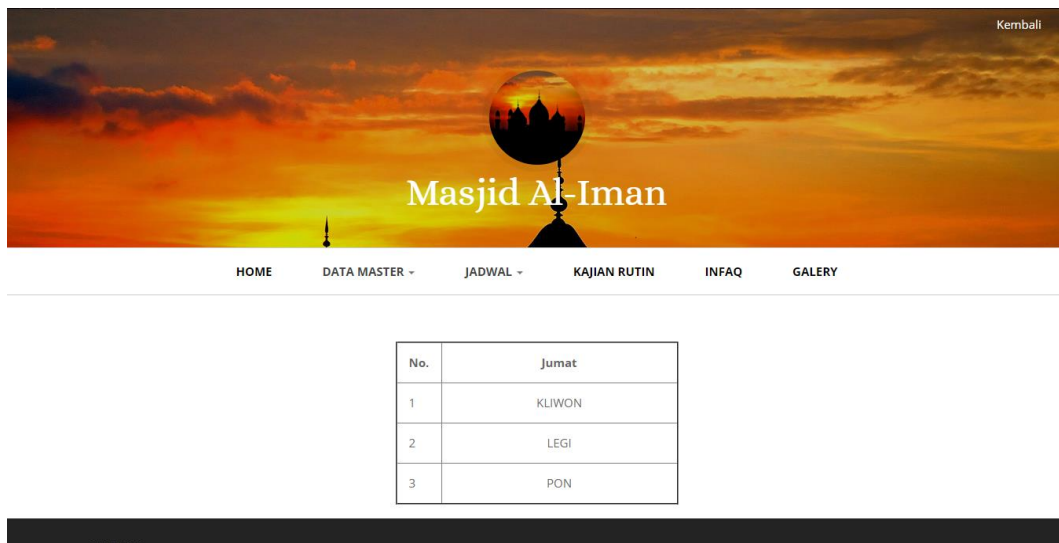 Kembali
Masjid Al-Iman
HOME DATA MASTER JADWAL KAJIAN RUTIN INFAQ GALERY
No. Jumat
1 KLIWON
2 LEGI
3 PON